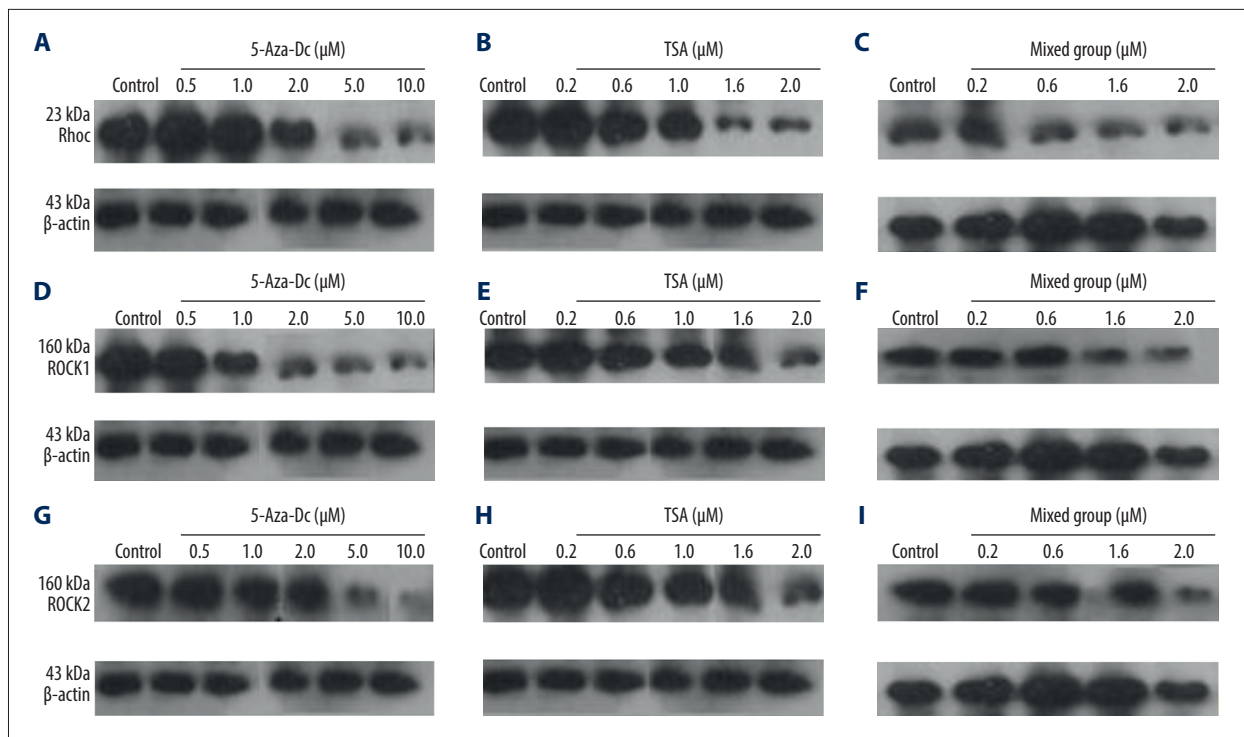 A
5-Aza-Dc (μM)
Control 0.5 1.0 2.0 5.0 10.0
23 kDa
Rhoc
43 kDa
β-actin
B
TSA (μM)
Control 0.2 0.6 1.0 1.6 2.0
C
Mixed group (μM)
Control 0.2 0.6 1.6 2.0
D
5-Aza-Dc (μM)
Control 0.5 1.0 2.0 5.0 10.0
160 kDa
ROCK1
43 kDa
β-actin
E
TSA (μM)
Control 0.2 0.6 1.0 1.6 2.0
F
Mixed group (μM)
Control 0.2 0.6 1.6 2.0
G
5-Aza-Dc (μM)
Control 0.5 1.0 2.0 5.0 10.0
160 kDa
ROCK2
43 kDa
β-actin
H
TSA (μM)
Control 0.2 0.6 1.0 1.6 2.0
I
Mixed group (μM)
Control 0.2 0.6 1.6 2.0